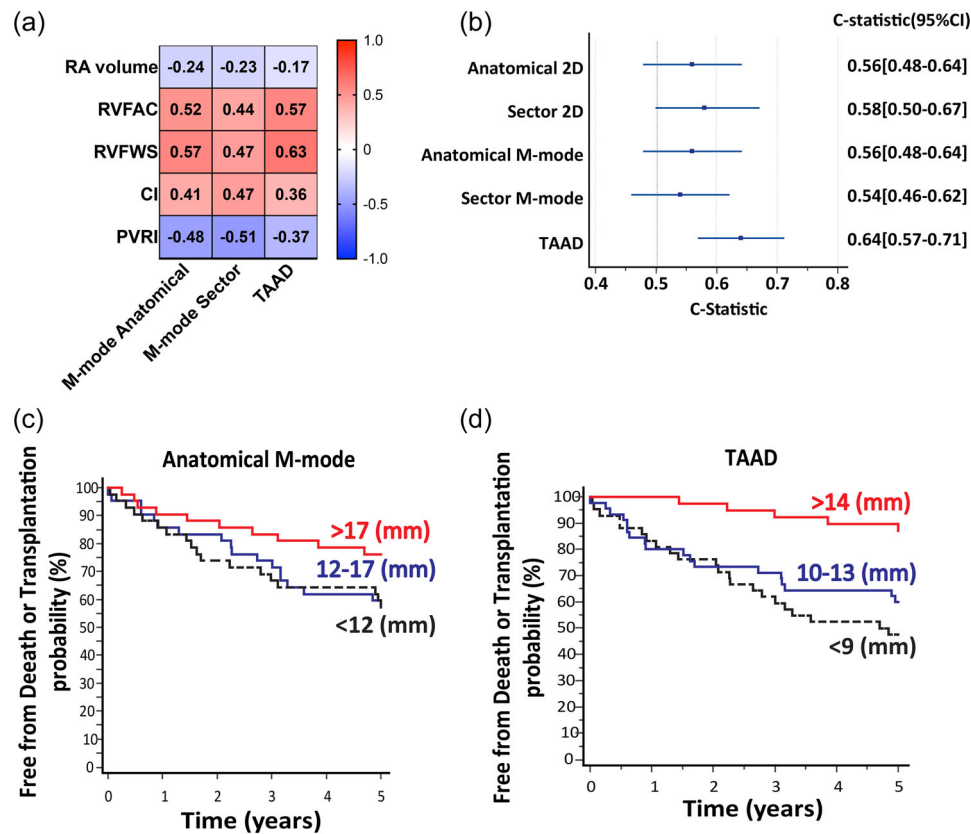 (a)
RA volume -0.24 -0.23 -0.17
RVFAC 0.52 0.44 0.57
RVFWS 0.57 0.47 0.63
CI 0.41 0.47 0.36
PVRI -0.48 -0.51 -0.37
M-mode Anatomical
M-mode Sector
TAAD
1.0
0.5
0
-0.5
-1.0
(b)
C-statistic(95%CI)
Anatomical 2D 0.56[0.48-0.64]
Sector 2D 0.58[0.50-0.67]
Anatomical M-mode 0.56[0.48-0.64]
Sector M-mode 0.54[0.46-0.62]
TAAD 0.64[0.57-0.71]
0.4 0.5 0.6 0.7 0.8
C-Statistic
(c)
Anatomical M-mode
Free from Deeath or Transplantation
probability (%)
100
90
80
70
60
50
40
30
20
10
0
>17 (mm)
12-17 (mm)
<12 (mm)
0 1 2 3 4 5
Time (years)
(d)
TAAD
Free from Deeath or Transplantation
probability (%)
100
90
80
70
60
50
40
30
20
10
0
>14 (mm)
10-13 (mm)
<9 (mm)
0 1 2 3 4 5
Time (years)